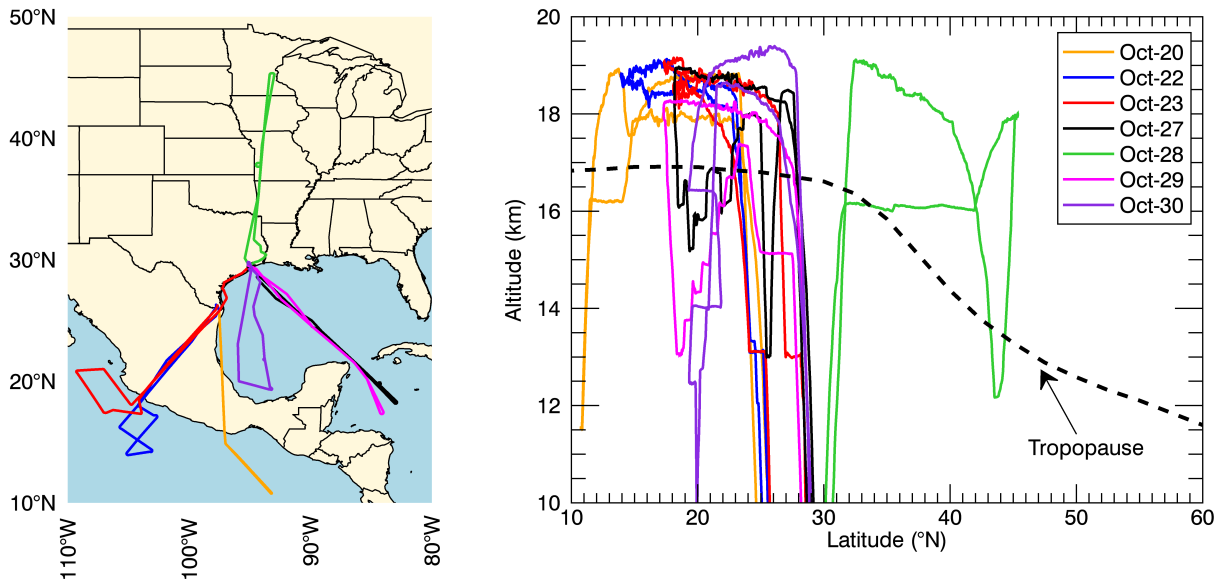 50°N
40°N
30°N
20°N
10°N
110°W
100°W
90°W
80°W
20
18
16
14
12
10
Altitude (km)
Oct-20
Oct-22
Oct-23
Oct-27
Oct-28
Oct-29
Oct-30
Tropopause
10
20
30
40
50
60
Latitude (°N)